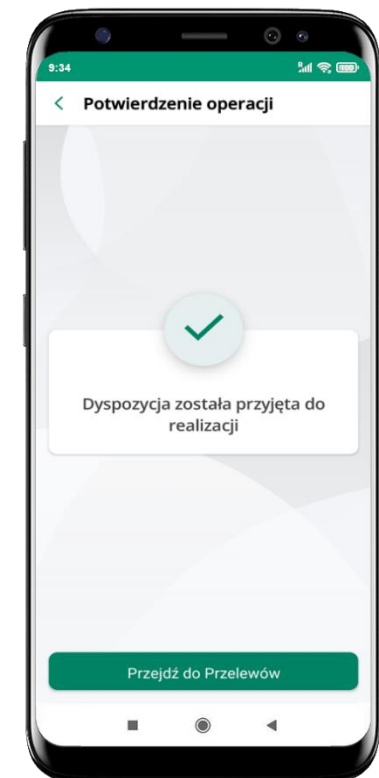 9:34
Potwierdzenie operacji
Dyspozycja została przyjęta do
realizacji
Przejdź do Przelewów